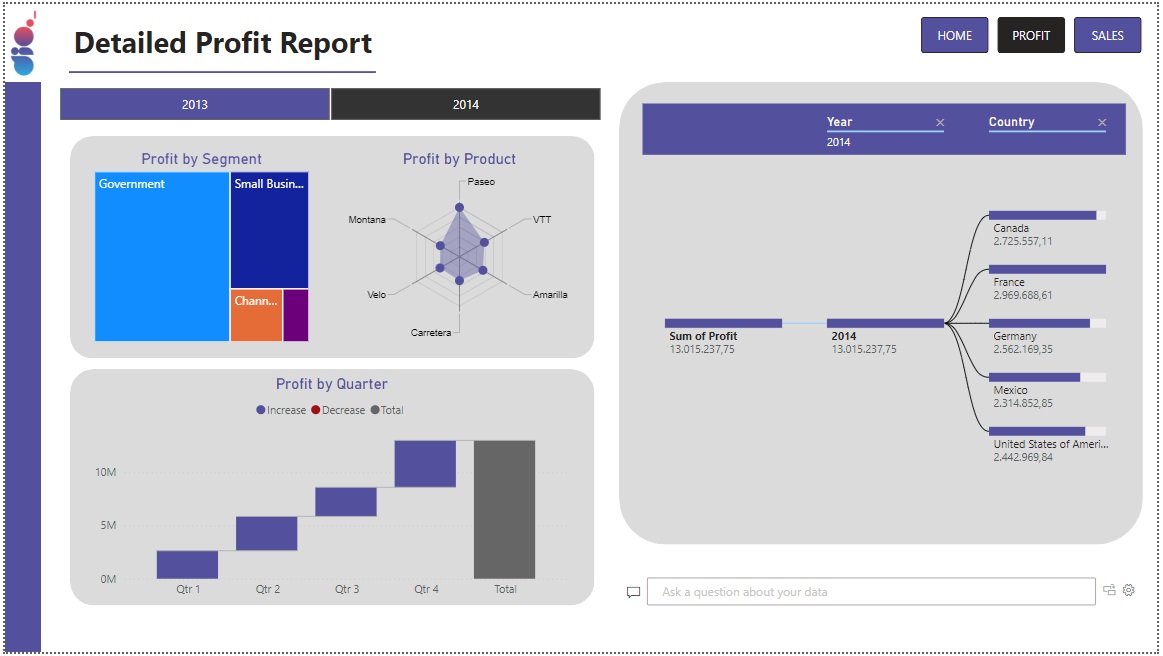 Detailed Profit Report
HOME
PROFIT
SALES
2013
2014
Profit by Segment
Government
Small Busin...
Chann...
Profit by Product
Paseo
VTT
Amarilla
Carretera
Velo
Montana
Profit by Quarter
Increase
Decrease
Total
10M
5M
0M
Qtr 1
Qtr 2
Qtr 3
Qtr 4
Total
Year
2014
Country
Sum of Profit
13.015.237,75
2014
13.015.237,75
Canada
2.725.557,11
France
2.969.688,61
Germany
2.562.169,35
Mexico
2.314.852,85
United States of Ameri...
2.442.969,84
Ask a question about your data